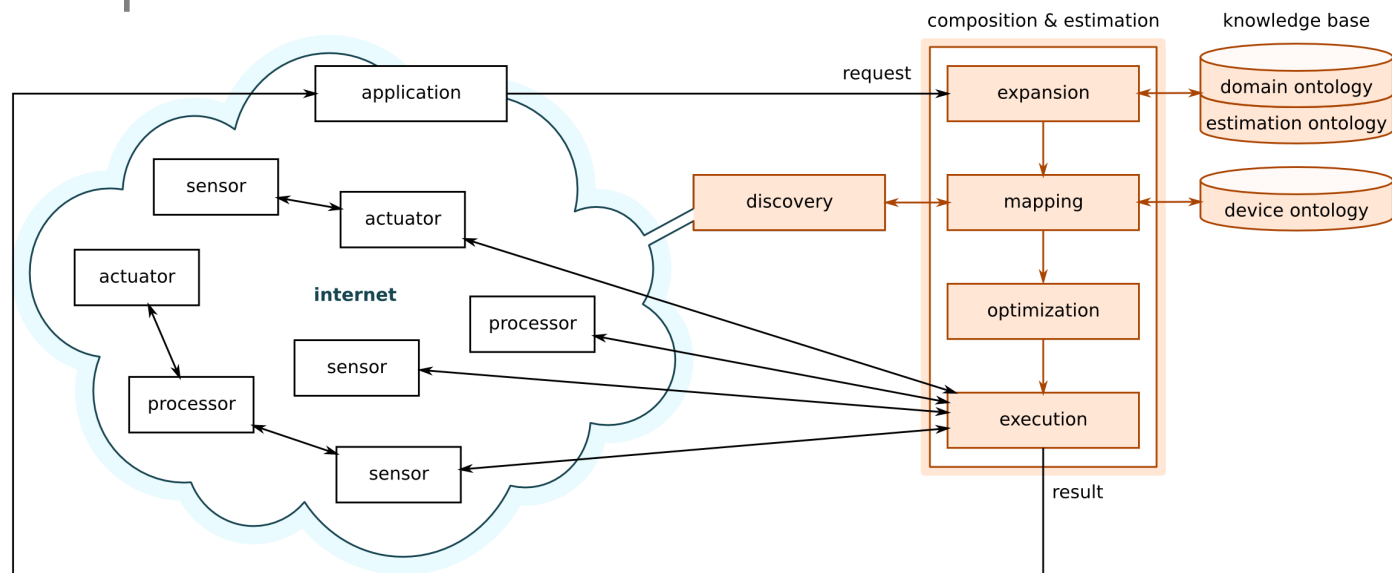 composition & estimation
knowledge base
request
application
expansion
domain ontology
estimation ontology
sensor
actuator
discovery
mapping
device ontology
actuator
internet
processor
optimization
sensor
processor
execution
sensor
result